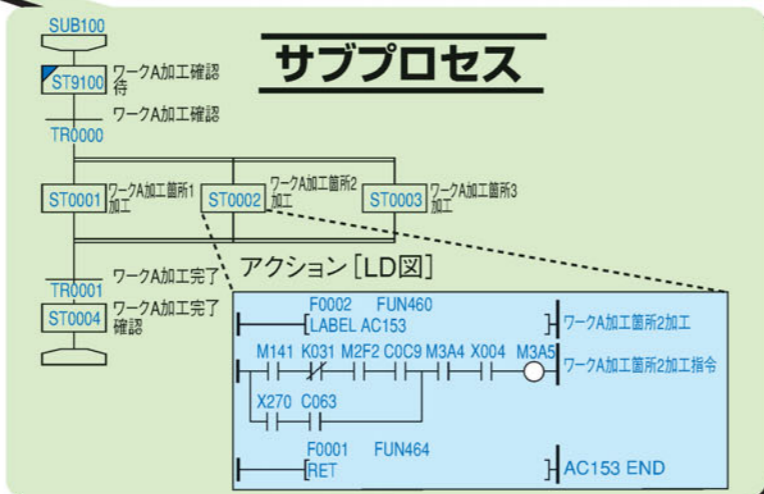 SUB100
サブプロセス
ST9100
ワークA加工確認
待
ワークA加工確認
TR0000
ST0001
ワークA加工箇所1
加工
ST0002
ワークA加工箇所2
加工
ST0003
ワークA加工箇所3
加工
ワークA加工完了
TR0001
ST0004
ワークA加工完了
確認
アクション[LD図]
F0002 FUN460
LABEL AC153
ワークA加工箇所2加工
M141 K031 M2F2 C0C9 M3A4 X004 M3A5
ワークA加工箇所2加工指令
X270 C063
F0001 FUN464
RET
AC153 END